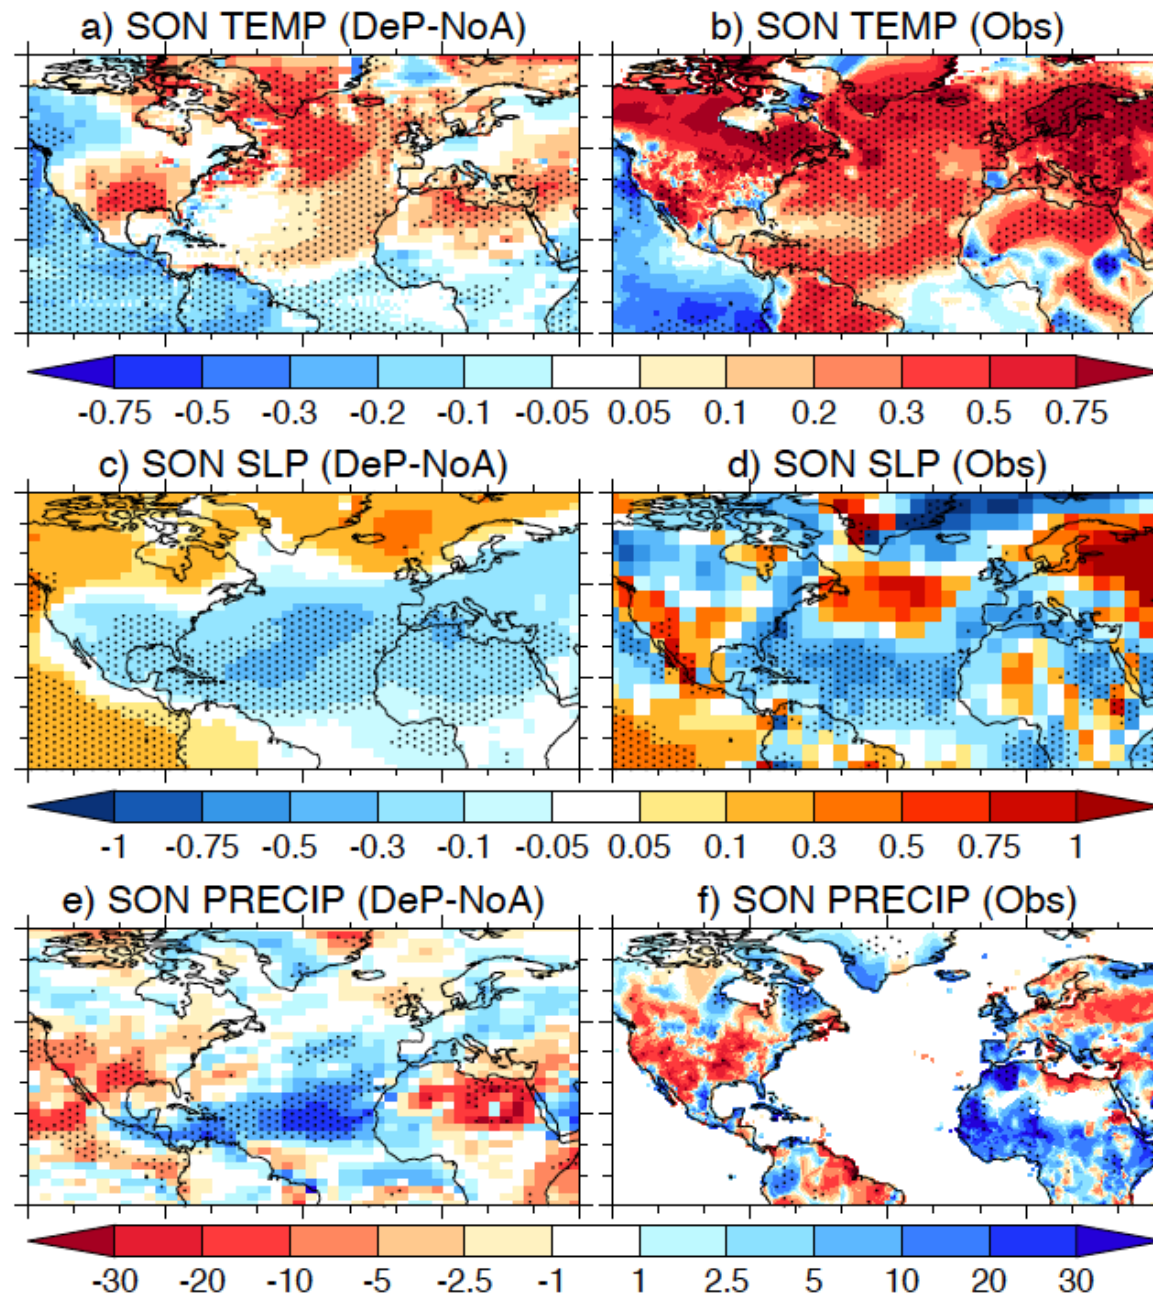 a) SON TEMP (DeP-NoA) b) SON TEMP (Obs)
-0.75 -0.5 -0.3 -0.2 -0.1 -0.05 0.05 0.1 0.2 0.3 0.5 0.75
c) SON SLP (DeP-NoA) d) SON SLP (Obs)
-1 -0.75 -0.5 -0.3 -0.1 -0.05 0.05 0.1 0.3 0.5 0.75 1
e) SON PRECIP (DeP-NoA) f) SON PRECIP (Obs)
-30 -20 -10 -5 -2.5 -1 1 2.5 5 10 20 30